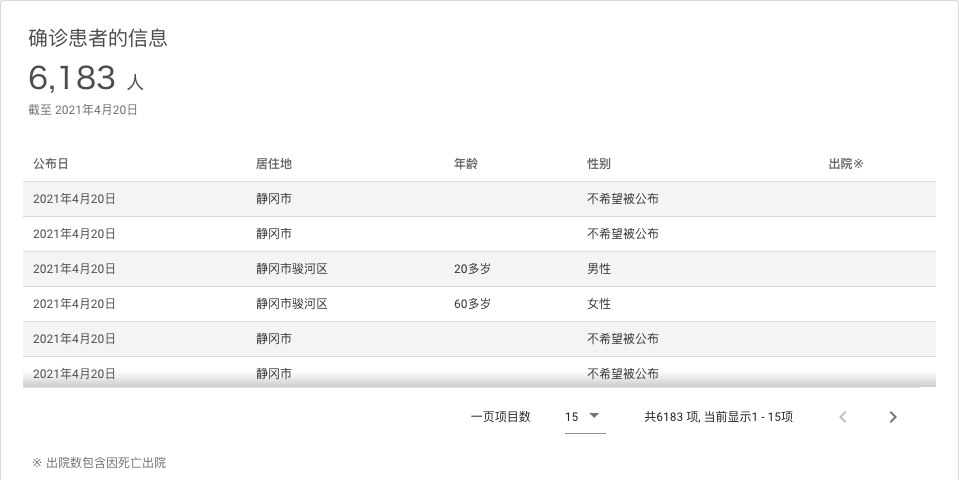 确诊患者的信息
6,183 人
截至 2021年4月20日
公布日 居住地 年龄 性别 出院※
2021年4月20日 静冈市 不希望被公布
2021年4月20日 静冈市 不希望被公布
2021年4月20日 静冈市骏河区 20多岁 男性
2021年4月20日 静冈市骏河区 60多岁 女性
2021年4月20日 静冈市 不希望被公布
2021年4月20日 静冈市 不希望被公布
一页项目数 15 共6183 项, 当前显示1 - 15项
※ 出院数包含因死亡出院